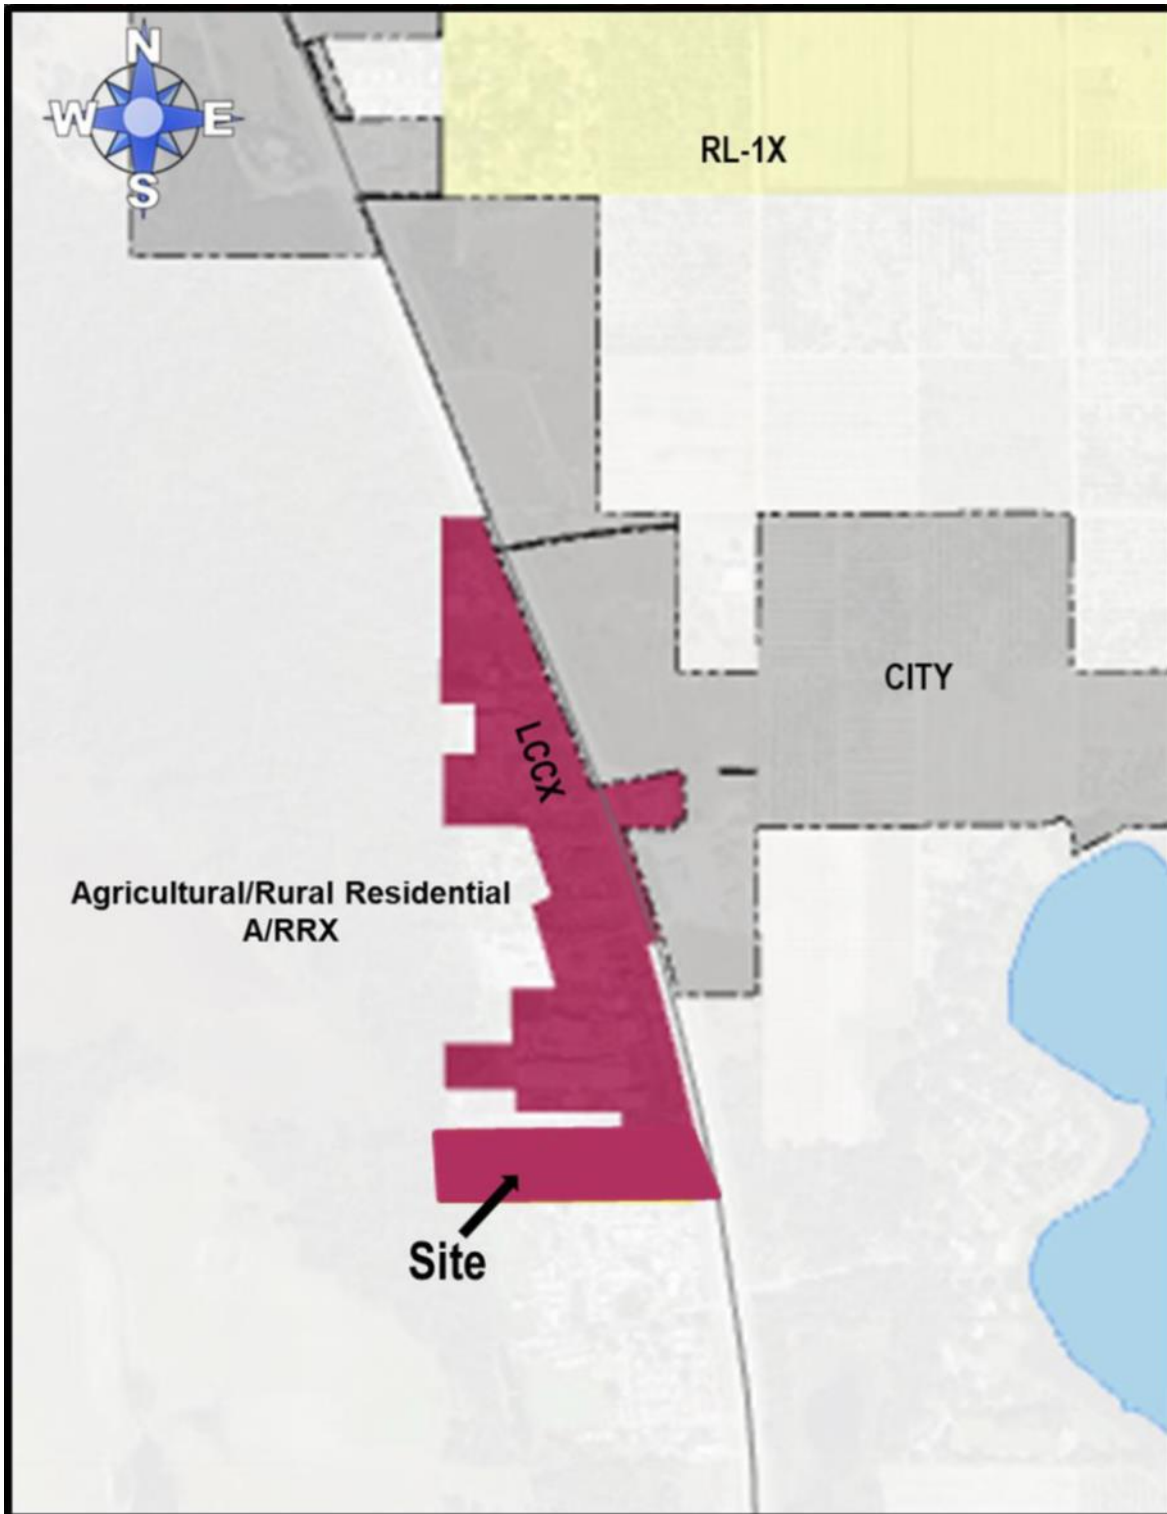 N
W E
S
RL-1X
CITY
LCCX
Agricultural/Rural Residential
A/RRX
Site